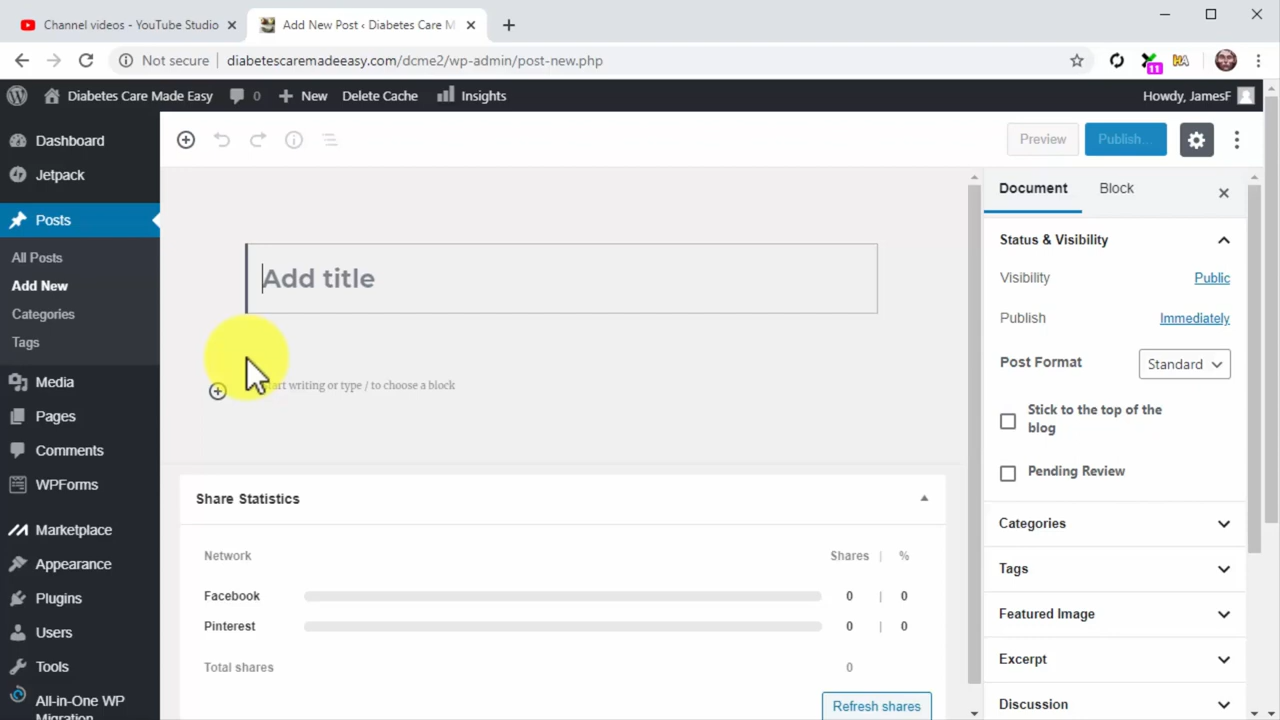 Channel videos - YouTube Studio
Add New Post ‹ Diabetes Care M
Not secure
diabetescaremadeeasy.com/dcme2/wp-admin/post-new.php
11
Diabetes Care Made Easy
0
New
Delete Cache
Insights
Howdy, JamesF
Dashboard
Jetpack
Posts
All Posts
Add New
Categories
Tags
Media
Pages
Comments
WPForms
Marketplace
Appearance
Plugins
Users
Tools
All-in-One WP
Migration
Preview
Publish...
Add title
art writing or type / to choose a block
Share Statistics
Network
Shares | %
Facebook
0 | 0
Pinterest
0 | 0
Total shares
0
Refresh shares
Document
Block
Status & Visibility
Visibility
Public
Publish
Immediately
Post Format
Standard
Stick to the top of the
blog
Pending Review
Categories
Tags
Featured Image
Excerpt
Discussion